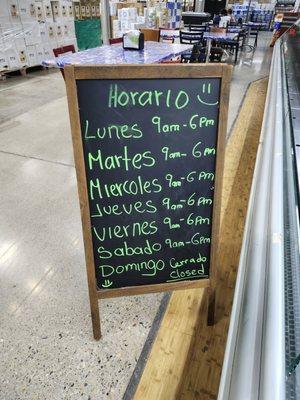 Horario
Lunes 9am-6Pm
Martes 9am-6Pm
Miercoles 9am-6Pm
Jueves 9am-6Pm
Viernes 9am-6Pm
Sabado 9am-6Pm
Domingo Cerrado
closed